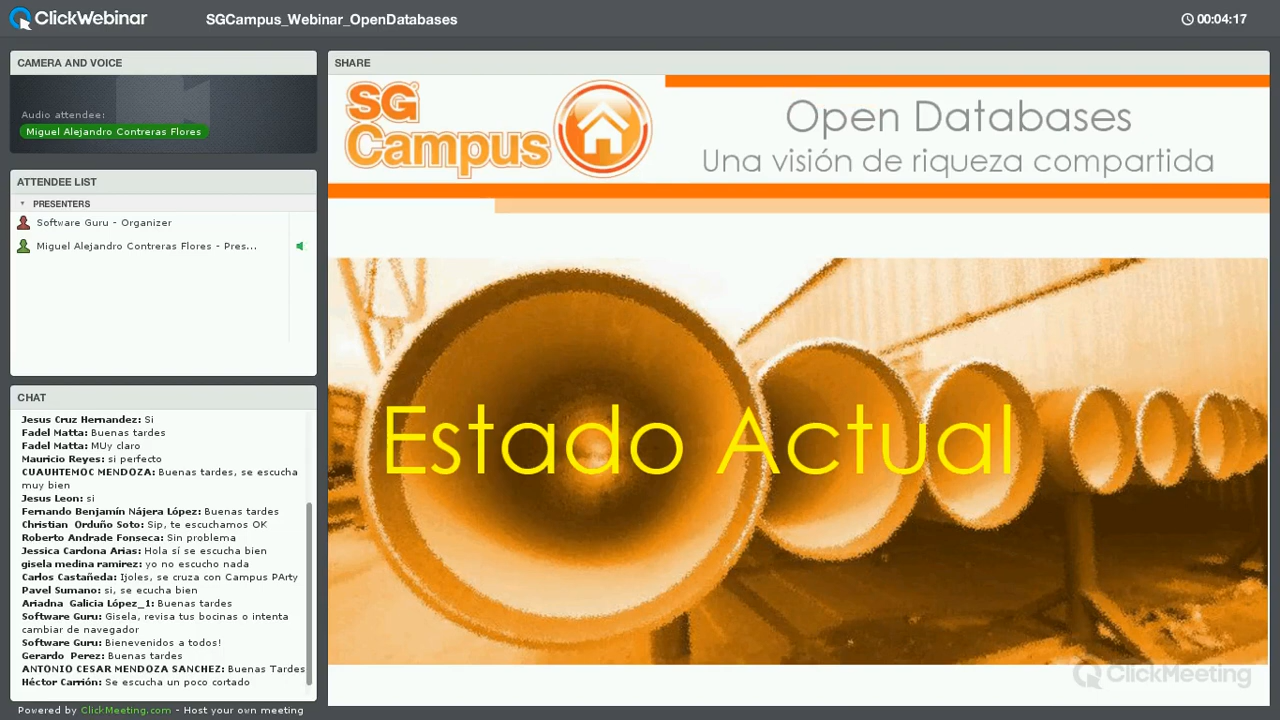 ClickWebinar
SGCampus_Webinar_OpenDatabases
00:04:17
CAMERA AND VOICE
Audio attendee:
Miguel Alejandro Contreras Flores
ATTENDEE LIST
PRESENTERS
Software Guru - Organizer
Miguel Alejandro Contreras Flores - Pres...
CHAT
Jesus Cruz Hernandez: Si
Fadel Matta: Buenas tardes
Fadel Matta: MUy claro
Mauricio Reyes: si perfecto
CUAUHTEMOC MENDOZA: Buenas tardes, se escucha
muy bien
Jesus Leon: si
Fernando Benjamín Nájera López: Buenas tardes
Christian Orduño Soto: Sip, te escuchamos OK
Roberto Andrade Fonseca: Sin problema
Jessica Cardona Arias: Hola sí se escucha bien
gisela medina ramirez: yo no escucho nada
Carlos Castañeda: Ijoles, se cruza con Campus PArty
Pavel Sumano: si, se ecucha bien
Ariadna Galicia López_1: Buenas tardes
Software Guru: Gisela, revisa tus bocinas o intenta
cambiar de navegador
Software Guru: Bienevenidos a todos!
Gerardo Perez: Buenas tardes
ANTONIO CESAR MENDOZA SANCHEZ: Buenas Tardes
Héctor Carrión: Se escucha un poco cortado
Powered by ClickMeeting.com - Host your own meeting
SHARE
SG
Campus
Open Databases
Una visión de riqueza compartida
Estado Actual
ClickMeeting